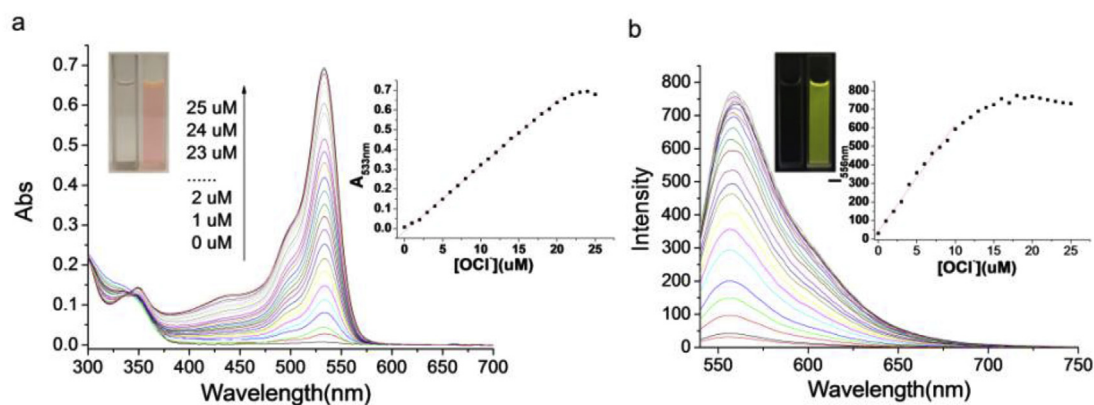 a
0.7
0.6
0.5
0.4
0.3
0.2
0.1
0.0
Abs
25 uM
24 uM
23 uM
......
2 uM
1 uM
0 uM
300 350 400 450 500 550 600 650 700
Wavelength(nm)
0.7
0.6
0.5
0.4
0.3
0.2
0.1
0.0
A533nm
0 5 10 15 20 25
[OCl-](uM)
b
800
700
600
500
400
300
200
100
0
Intensity
550 600 650 700 750
Wavelength(nm)
800
700
600
500
400
300
200
100
0
I556nm
0 5 10 15 20 25
[OCl-](uM)